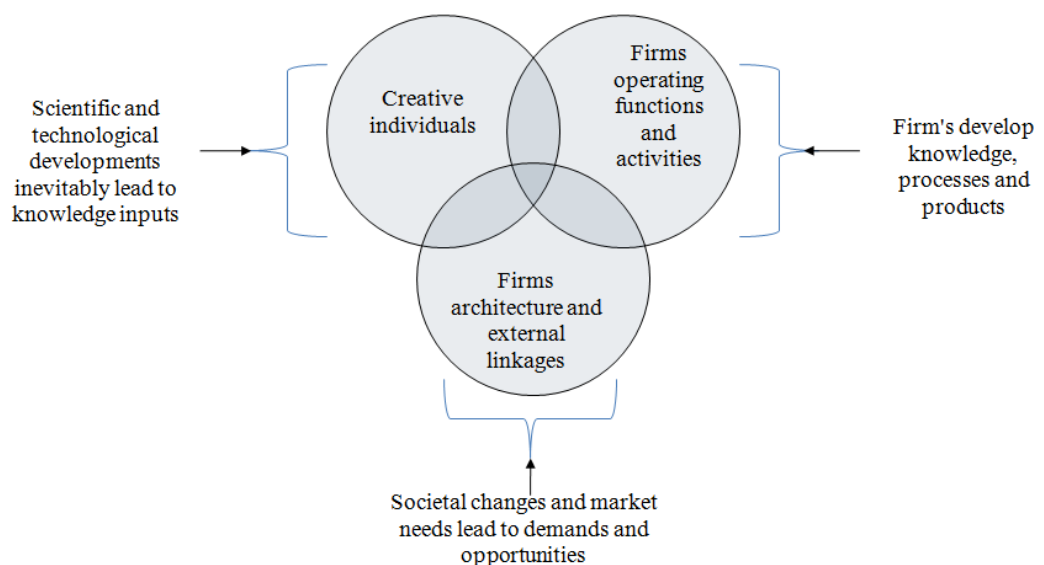 Scientific and
technological
developments
inevitably lead to
knowledge inputs
Creative
individuals
Firms
operating
functions
and
activities
Firm's develop
knowledge,
processes and
products
Firms
architecture and
external
linkages
Societal changes and market
needs lead to demands and
opportunities